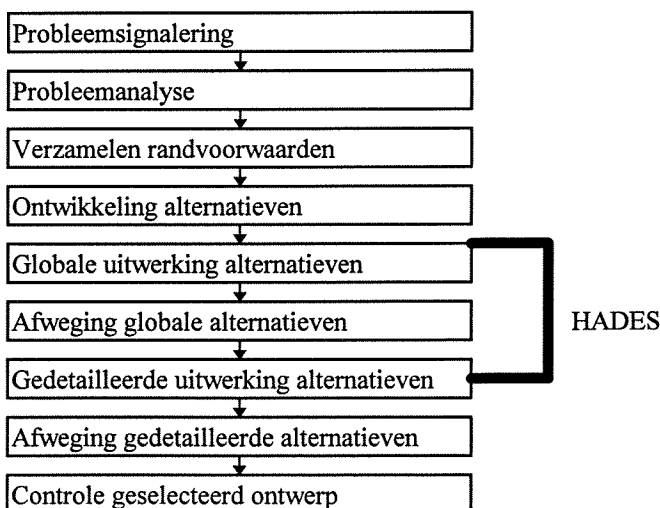 Probleemsignalering
Probleemanalyse
Verzamelen randvoorwaarden
Ontwikkeling alternatieven
Globale uitwerking alternatieven
Afweging globale alternatieven
HADES
Gedetailleerde uitwerking alternatieven
Afweging gedetailleerde alternatieven
Controle geselecteerd ontwerp